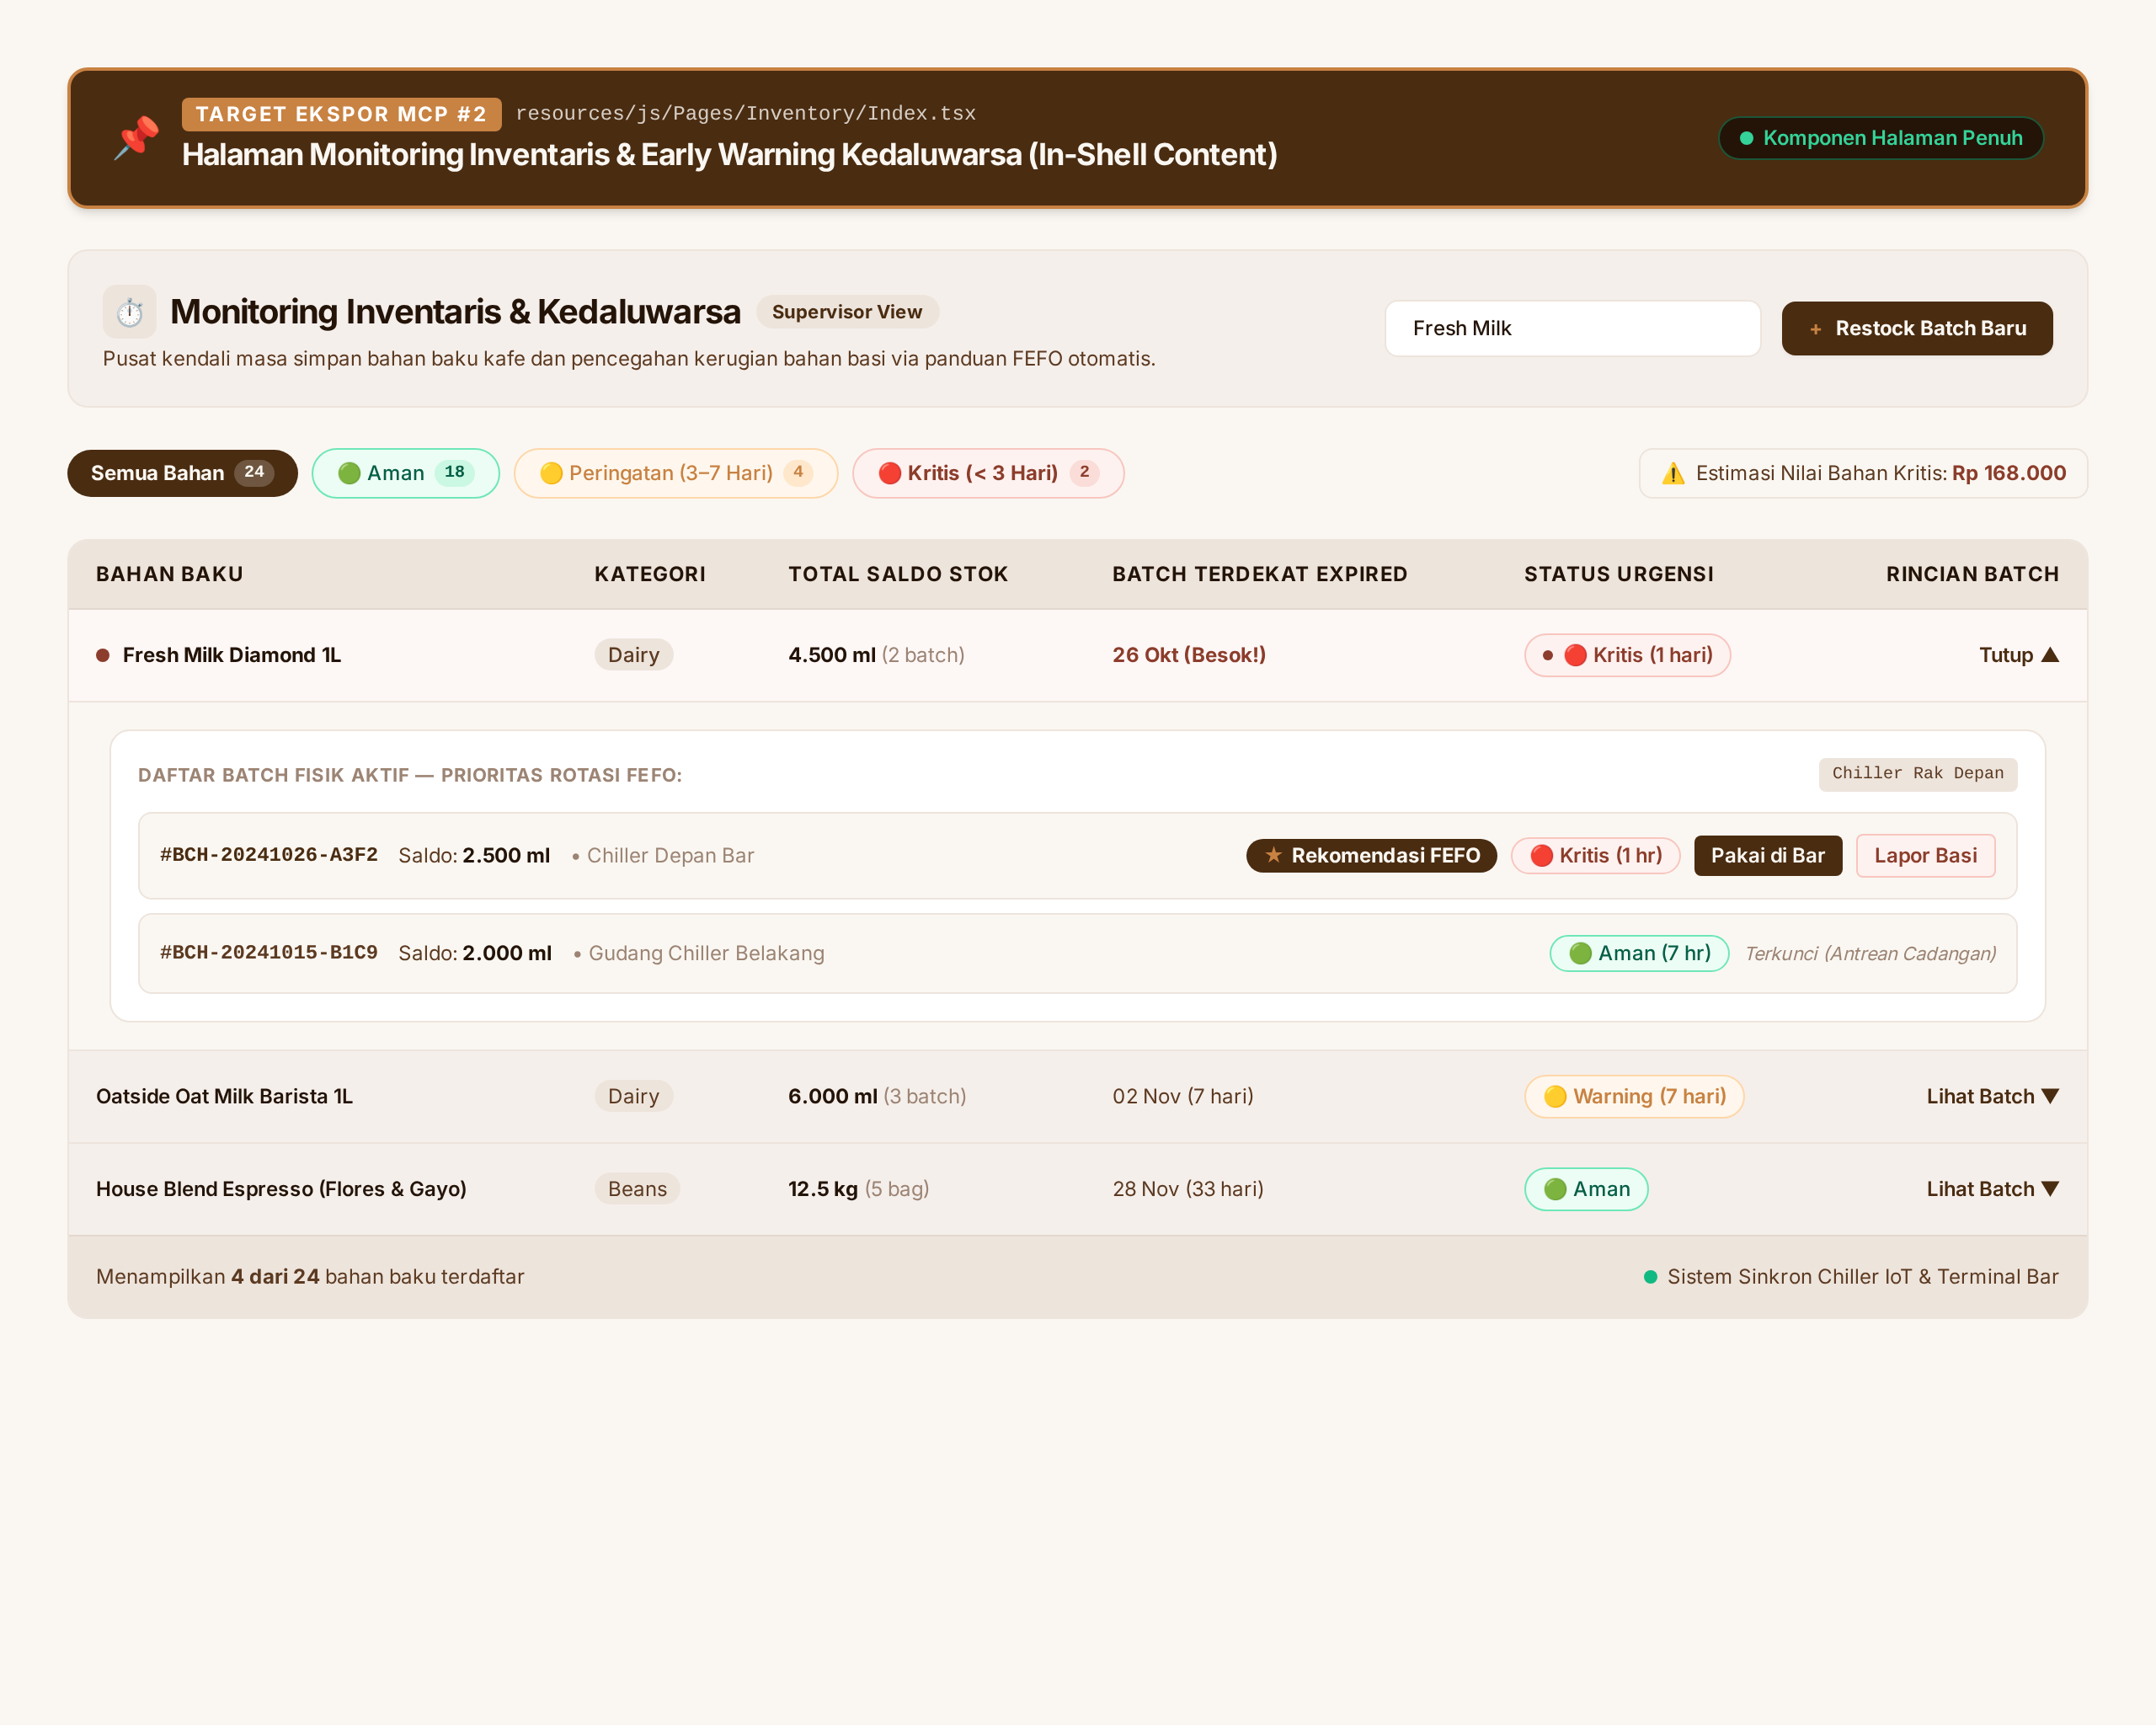 TARGET EKSPOR MCP #2 resources/js/Pages/Inventory/Index.tsx
Halaman Monitoring Inventaris & Early Warning Kedaluwarsa (In-Shell Content)
Komponen Halaman Penuh
Monitoring Inventaris & Kedaluwarsa Supervisor View
Pusat kendali masa simpan bahan baku kafe dan pencegahan kerugian bahan basi via panduan FEFO otomatis.
Fresh Milk
+ Restock Batch Baru
Semua Bahan 24 Aman 18 Peringatan (3–7 Hari) 4 Kritis (< 3 Hari) 2
Estimasi Nilai Bahan Kritis: Rp 168.000
BAHAN BAKU KATEGORI TOTAL SALDO STOK BATCH TERDEKAT EXPIRED STATUS URGENSI RINCIAN BATCH
Fresh Milk Diamond 1L Dairy 4.500 ml (2 batch) 26 Okt (Besok!) Kritis (1 hari) Tutup ▲
DAFTAR BATCH FISIK AKTIF — PRIORITAS ROTASI FEFO: Chiller Rak Depan
#BCH-20241026-A3F2 Saldo: 2.500 ml • Chiller Depan Bar ★ Rekomendasi FEFO Kritis (1 hr) Pakai di Bar Lapor Basi
#BCH-20241015-B1C9 Saldo: 2.000 ml • Gudang Chiller Belakang Aman (7 hr) Terkunci (Antrean Cadangan)
Oatside Oat Milk Barista 1L Dairy 6.000 ml (3 batch) 02 Nov (7 hari) Warning (7 hari) Lihat Batch ▼
House Blend Espresso (Flores & Gayo) Beans 12.5 kg (5 bag) 28 Nov (33 hari) Aman Lihat Batch ▼
Menampilkan 4 dari 24 bahan baku terdaftar
Sistem Sinkron Chiller IoT & Terminal Bar